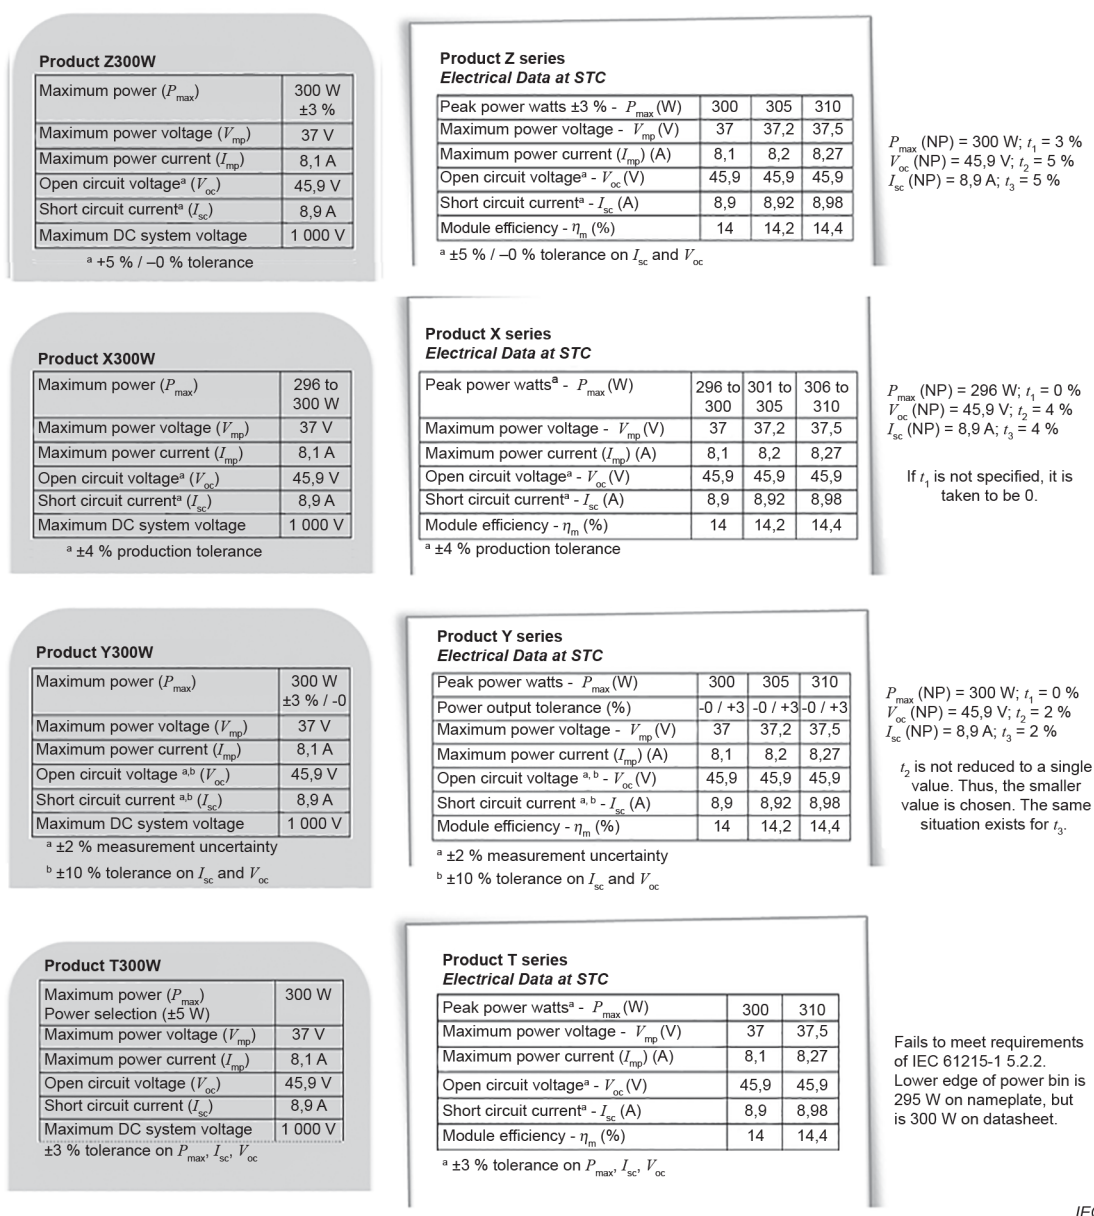 Product Z300W
Maximum power (Pmax) 300 W
±3 %
Maximum power voltage (Vmp) 37 V
Maximum power current (Imp) 8,1 A
Open circuit voltageᵃ (Voc) 45,9 V
Short circuit currentᵃ (Isc) 8,9 A
Maximum DC system voltage 1 000 V
ᵃ +5 % / –0 % tolerance
Product Z series
Electrical Data at STC
Peak power watts ±3 % - Pmax (W) 300 305 310
Maximum power voltage - Vmp (V) 37 37,2 37,5
Maximum power current (Imp) (A) 8,1 8,2 8,27
Open circuit voltageᵃ - Voc (V) 45,9 45,9 45,9
Short circuit currentᵃ - Isc (A) 8,9 8,92 8,98
Module efficiency - ηm (%) 14 14,2 14,4
ᵃ ±5 % / –0 % tolerance on Isc and Voc
Pmax (NP) = 300 W; t1 = 3 %
Voc (NP) = 45,9 V; t2 = 5 %
Isc (NP) = 8,9 A; t3 = 5 %
Product X300W
Maximum power (Pmax) 296 to
300 W
Maximum power voltage (Vmp) 37 V
Maximum power current (Imp) 8,1 A
Open circuit voltageᵃ (Voc) 45,9 V
Short circuit currentᵃ (Isc) 8,9 A
Maximum DC system voltage 1 000 V
ᵃ ±4 % production tolerance
Product X series
Electrical Data at STC
Peak power wattsᵃ - Pmax (W) 296 to 301 to 306 to
300 305 310
Maximum power voltage - Vmp (V) 37 37,2 37,5
Maximum power current (Imp) (A) 8,1 8,2 8,27
Open circuit voltageᵃ - Voc (V) 45,9 45,9 45,9
Short circuit currentᵃ - Isc (A) 8,9 8,92 8,98
Module efficiency - ηm (%) 14 14,2 14,4
ᵃ ±4 % production tolerance
Pmax (NP) = 296 W; t1 = 0 %
Voc (NP) = 45,9 V; t2 = 4 %
Isc (NP) = 8,9 A; t3 = 4 %
If t1 is not specified, it is
taken to be 0.
Product Y300W
Maximum power (Pmax) 300 W
±3 % / -0
Maximum power voltage (Vmp) 37 V
Maximum power current (Imp) 8,1 A
Open circuit voltage ᵃ,ᵇ (Voc) 45,9 V
Short circuit current ᵃ,ᵇ (Isc) 8,9 A
Maximum DC system voltage 1 000 V
ᵃ ±2 % measurement uncertainty
ᵇ ±10 % tolerance on Isc and Voc
Product Y series
Electrical Data at STC
Peak power watts - Pmax (W) 300 305 310
Power output tolerance (%) -0 / +3 -0 / +3 -0 / +3
Maximum power voltage - Vmp (V) 37 37,2 37,5
Maximum power current (Imp) (A) 8,1 8,2 8,27
Open circuit voltage ᵃ,ᵇ - Voc (V) 45,9 45,9 45,9
Short circuit current ᵃ,ᵇ - Isc (A) 8,9 8,92 8,98
Module efficiency - ηm (%) 14 14,2 14,4
ᵃ ±2 % measurement uncertainty
ᵇ ±10 % tolerance on Isc and Voc
Pmax (NP) = 300 W; t1 = 0 %
Voc (NP) = 45,9 V; t2 = 2 %
Isc (NP) = 8,9 A; t3 = 2 %
t2 is not reduced to a single
value. Thus, the smaller
value is chosen. The same
situation exists for t3.
Product T300W
Maximum power (Pmax) 300 W
Power selection (±5 W)
Maximum power voltage (Vmp) 37 V
Maximum power current (Imp) 8,1 A
Open circuit voltage (Voc) 45,9 V
Short circuit current (Isc) 8,9 A
Maximum DC system voltage 1 000 V
±3 % tolerance on Pmax, Isc, Voc
Product T series
Electrical Data at STC
Peak power wattsᵃ - Pmax (W) 300 310
Maximum power voltage - Vmp (V) 37 37,5
Maximum power current (Imp) (A) 8,1 8,27
Open circuit voltageᵃ - Voc (V) 45,9 45,9
Short circuit currentᵃ - Isc (A) 8,9 8,98
Module efficiency - ηm (%) 14 14,4
ᵃ ±3 % tolerance on Pmax, Isc, Voc
Fails to meet requirements
of IEC 61215-1 5.2.2.
Lower edge of power bin is
295 W on nameplate, but
is 300 W on datasheet.